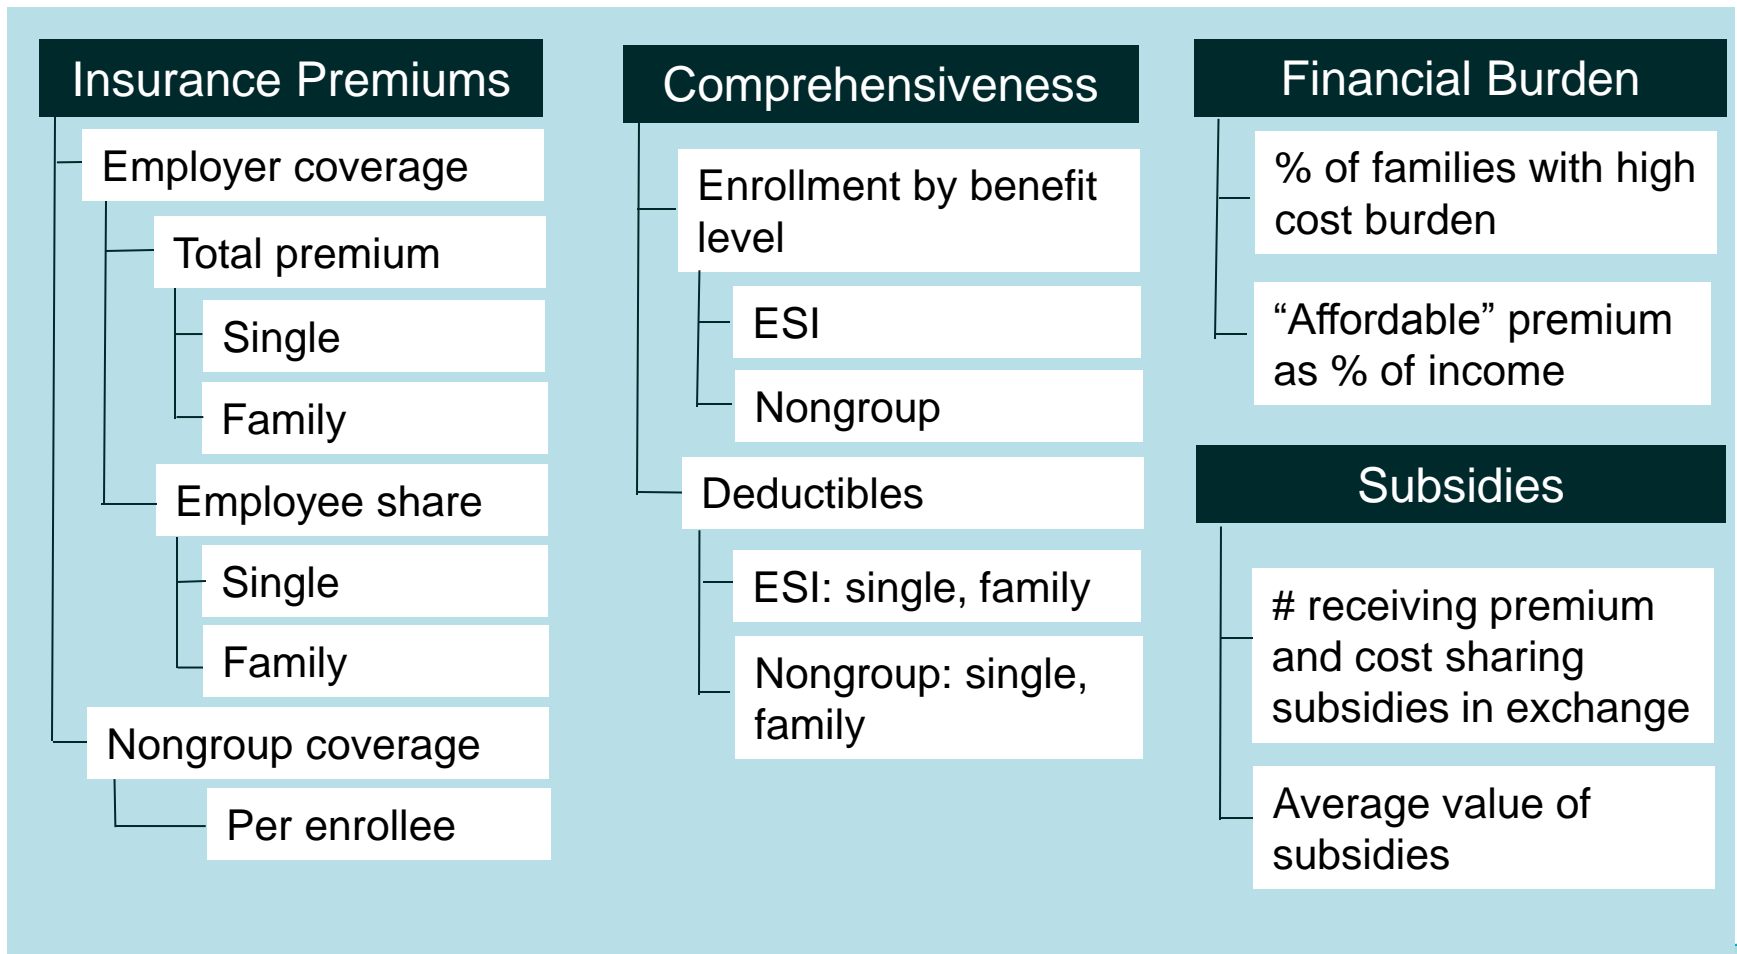 Insurance Premiums
Employer coverage
Total premium
Single
Family
Employee share
Single
Family
Nongroup coverage
Per enrollee
Comprehensiveness
Enrollment by benefit
level
ESI
Nongroup
Deductibles
ESI: single, family
Nongroup: single,
family
Financial Burden
% of families with high
cost burden
“Affordable” premium
as % of income
Subsidies
# receiving premium
and cost sharing
subsidies in exchange
Average value of
subsidies